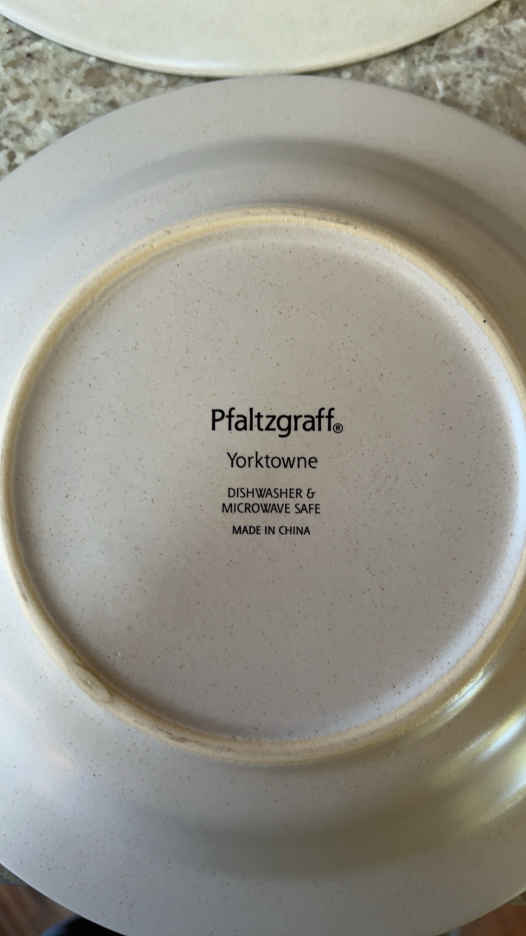 Pfaltzgraff®
Yorktowne
DISHWASHER &
MICROWAVE SAFE
MADE IN CHINA